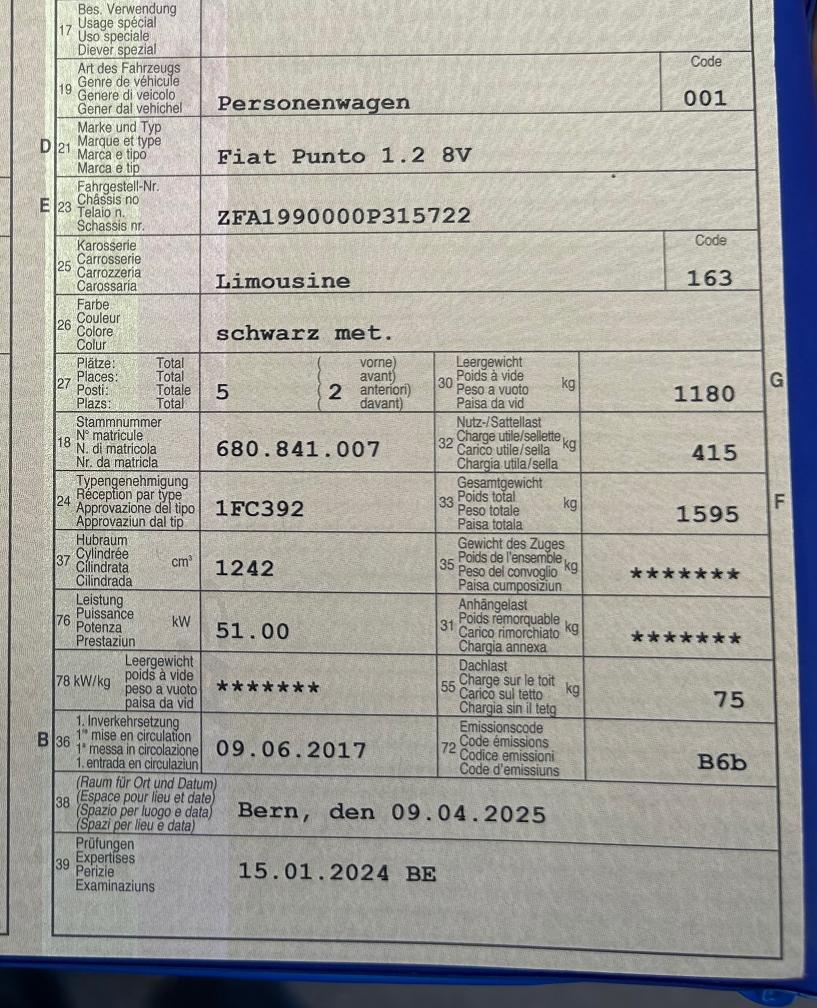 17 Bes. Verwendung
Usage spécial
Uso speciale
Diever spezial
19 Art des Fahrzeugs
Genre de véhicule
Genere di veicolo
Gener dal vehichel
Personenwagen
Code
001
D 21 Marke und Typ
Marque et type
Marca e tipo
Marca e tip
Fiat Punto 1.2 8V
E 23 Fahrgestell-Nr.
Châssis no
Telaio n.
Schassis nr.
ZFA1990000P315722
25 Karosserie
Carrosserie
Carrozzeria
Carossaria
Limousine
Code
163
26 Farbe
Couleur
Colore
Colur
schwarz met.
27 Plätze: Total
Places: Total
Posti: Totale
Plazs: Total
5
( vorne)
( avant)
( 2 anteriori)
( davant)
30 Leergewicht
Poids à vide
Peso a vuoto
Paisa da vid
kg
1180
G
18 Stammnummer
N° matricule
N. di matricola
Nr. da matricla
680.841.007
32 Nutz-/Sattellast
Charge utile/sellette
Carico utile/sella
Chargia utila/sella
kg
415
24 Typengenehmigung
Réception par type
Approvazione del tipo
Approvaziun dal tip
1FC392
33 Gesamtgewicht
Poids total
Peso totale
Paisa totala
kg
1595
F
37 Hubraum
Cylindrée
Cilindrata
Cilindrada
cm³
1242
35 Gewicht des Zuges
Poids de l'ensemble
Peso del convoglio
Paisa cumposiziun
kg
*******
76 Leistung
Puissance
Potenza
Prestaziun
kW
51.00
31 Anhängelast
Poids remorquable
Carico rimorchiato
Chargia annexa
kg
*******
78 kW/kg Leergewicht
poids à vide
peso a vuoto
paisa da vid
*******
55 Dachlast
Charge sur le toit
Carico sul tetto
Chargia sin il tetg
kg
75
B 36 1. Inverkehrsetzung
1re mise en circulation
1a messa in circolazione
1. entrada en circulaziun
09.06.2017
72 Emissionscode
Code émissions
Codice emissioni
Code d'emissiuns
B6b
38 (Raum für Ort und Datum)
(Espace pour lieu et date)
(Spazio per luogo e data)
(Spazi per lieu e data)
Bern, den 09.04.2025
39 Prüfungen
Expertises
Perizie
Examinaziuns
15.01.2024 BE